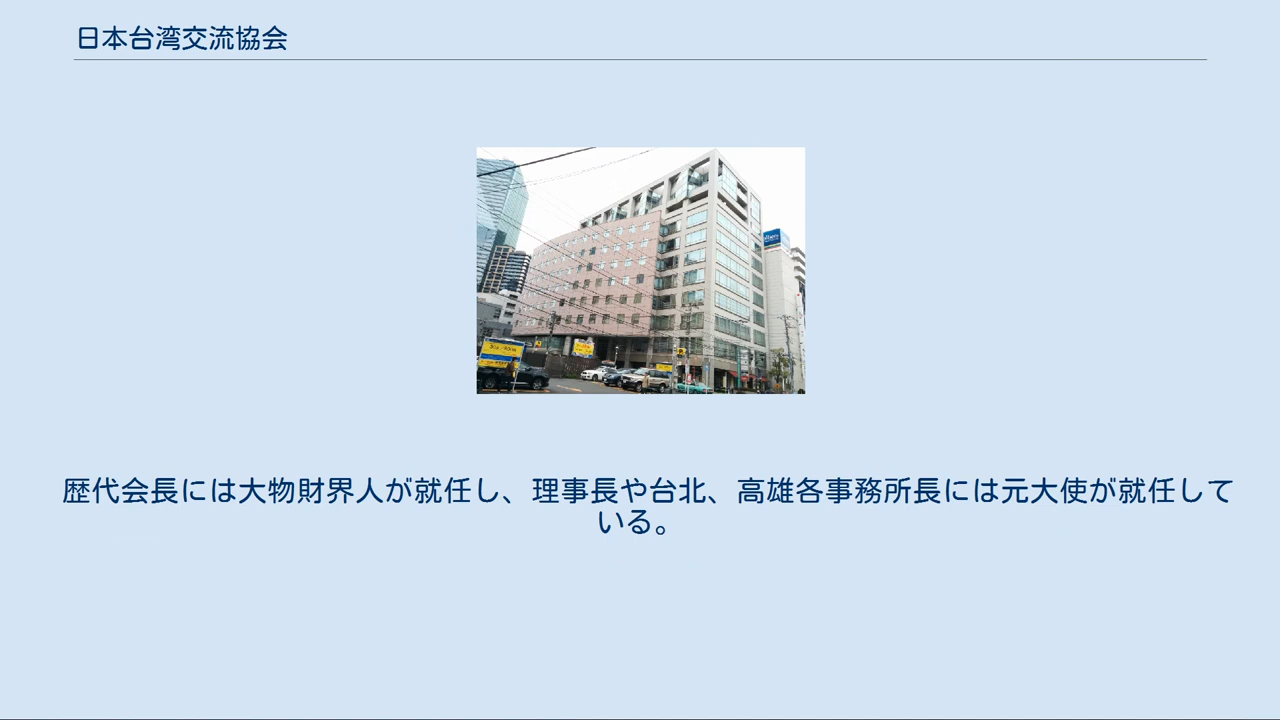 日本台湾交流協会
歴代会長には大物財界人が就任し、理事長や台北、高雄各事務所長には元大使が就任して
いる。